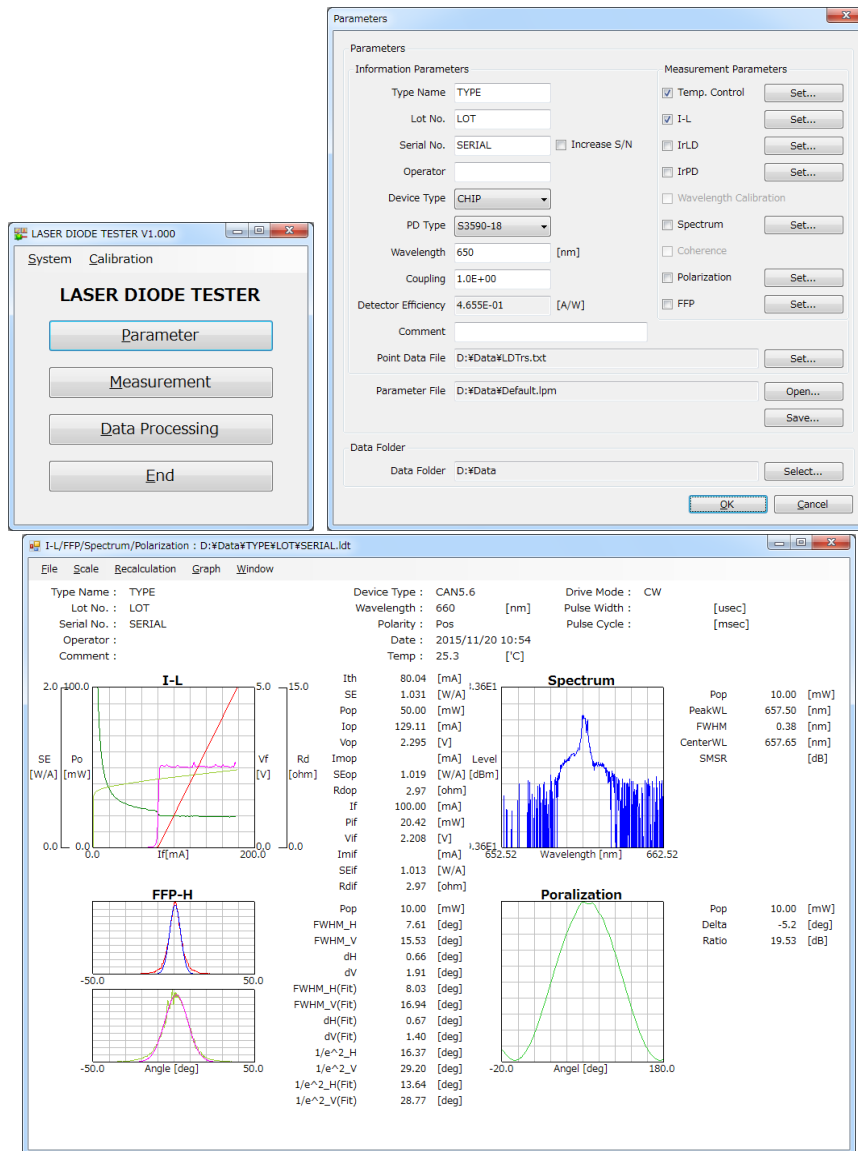 Parameters
Parameters
Information Parameters
Measurement Parameters
Type Name TYPE
Temp. Control Set...
Lot No. LOT
I-L Set...
Serial No. SERIAL Increase S/N
IrLD Set...
Operator
IrPD Set...
Device Type CHIP
Wavelength Calibration
PD Type S3590-18
Spectrum Set...
Wavelength 650 [nm]
Coherence
Coupling 1.0E+00
Polarization Set...
Detector Efficiency 4.655E-01 [A/W]
FFP Set...
Comment
Point Data File D:¥Data¥LDTrs.txt Set...
Parameter File D:¥Data¥Default.lpm Open...
Save...
Data Folder
Data Folder D:¥Data Select...
OK Cancel
LASER DIODE TESTER V1.000
System Calibration
LASER DIODE TESTER
Parameter
Measurement
Data Processing
End
I-L/FFP/Spectrum/Polarization : D:¥Data¥TYPE¥LOT¥SERIAL.ldt
File Scale Recalculation Graph Window
Type Name : TYPE Device Type : CAN5.6 Drive Mode : CW
Lot No. : LOT Wavelength : 660 [nm] Pulse Width : [usec]
Serial No. : SERIAL Polarity : Pos Pulse Cycle : [msec]
Operator : Date : 2015/11/20 10:54
Comment : Temp : 25.3 ['C]
I-L
2.0 100.0 5.0 15.0
SE Po Vf Rd
[W/A] [mW] [V] [ohm]
0.0 0.0 0.0 0.0
0.0 If[mA] 200.0
Ith 80.04 [mA]
SE 1.031 [W/A]
Pop 50.00 [mW]
Iop 129.11 [mA]
Vop 2.295 [V]
Imop [mA]
SEop 1.019 [W/A]
Rdop 2.97 [ohm]
If 100.00 [mA]
Pif 20.42 [mW]
Vif 2.208 [V]
Imif [mA]
SEif 1.013 [W/A]
Rdif 2.97 [ohm]
Spectrum
.36E1
Level
[dBm]
.36E1
652.52 Wavelength [nm] 662.52
Pop 10.00 [mW]
PeakWL 657.50 [nm]
FWHM 0.38 [nm]
CenterWL 657.65 [nm]
SMSR [dB]
FFP-H
-50.0 50.0
-50.0 Angle [deg] 50.0
Pop 10.00 [mW]
FWHM_H 7.61 [deg]
FWHM_V 15.53 [deg]
dH 0.66 [deg]
dV 1.91 [deg]
FWHM_H(Fit) 8.03 [deg]
FWHM_V(Fit) 16.94 [deg]
dH(Fit) 0.67 [deg]
dV(Fit) 1.40 [deg]
1/e^2_H 16.37 [deg]
1/e^2_V 29.20 [deg]
1/e^2_H(Fit) 13.64 [deg]
1/e^2_V(Fit) 28.77 [deg]
Poralization
-20.0 Angel [deg] 180.0
Pop 10.00 [mW]
Delta -5.2 [deg]
Ratio 19.53 [dB]